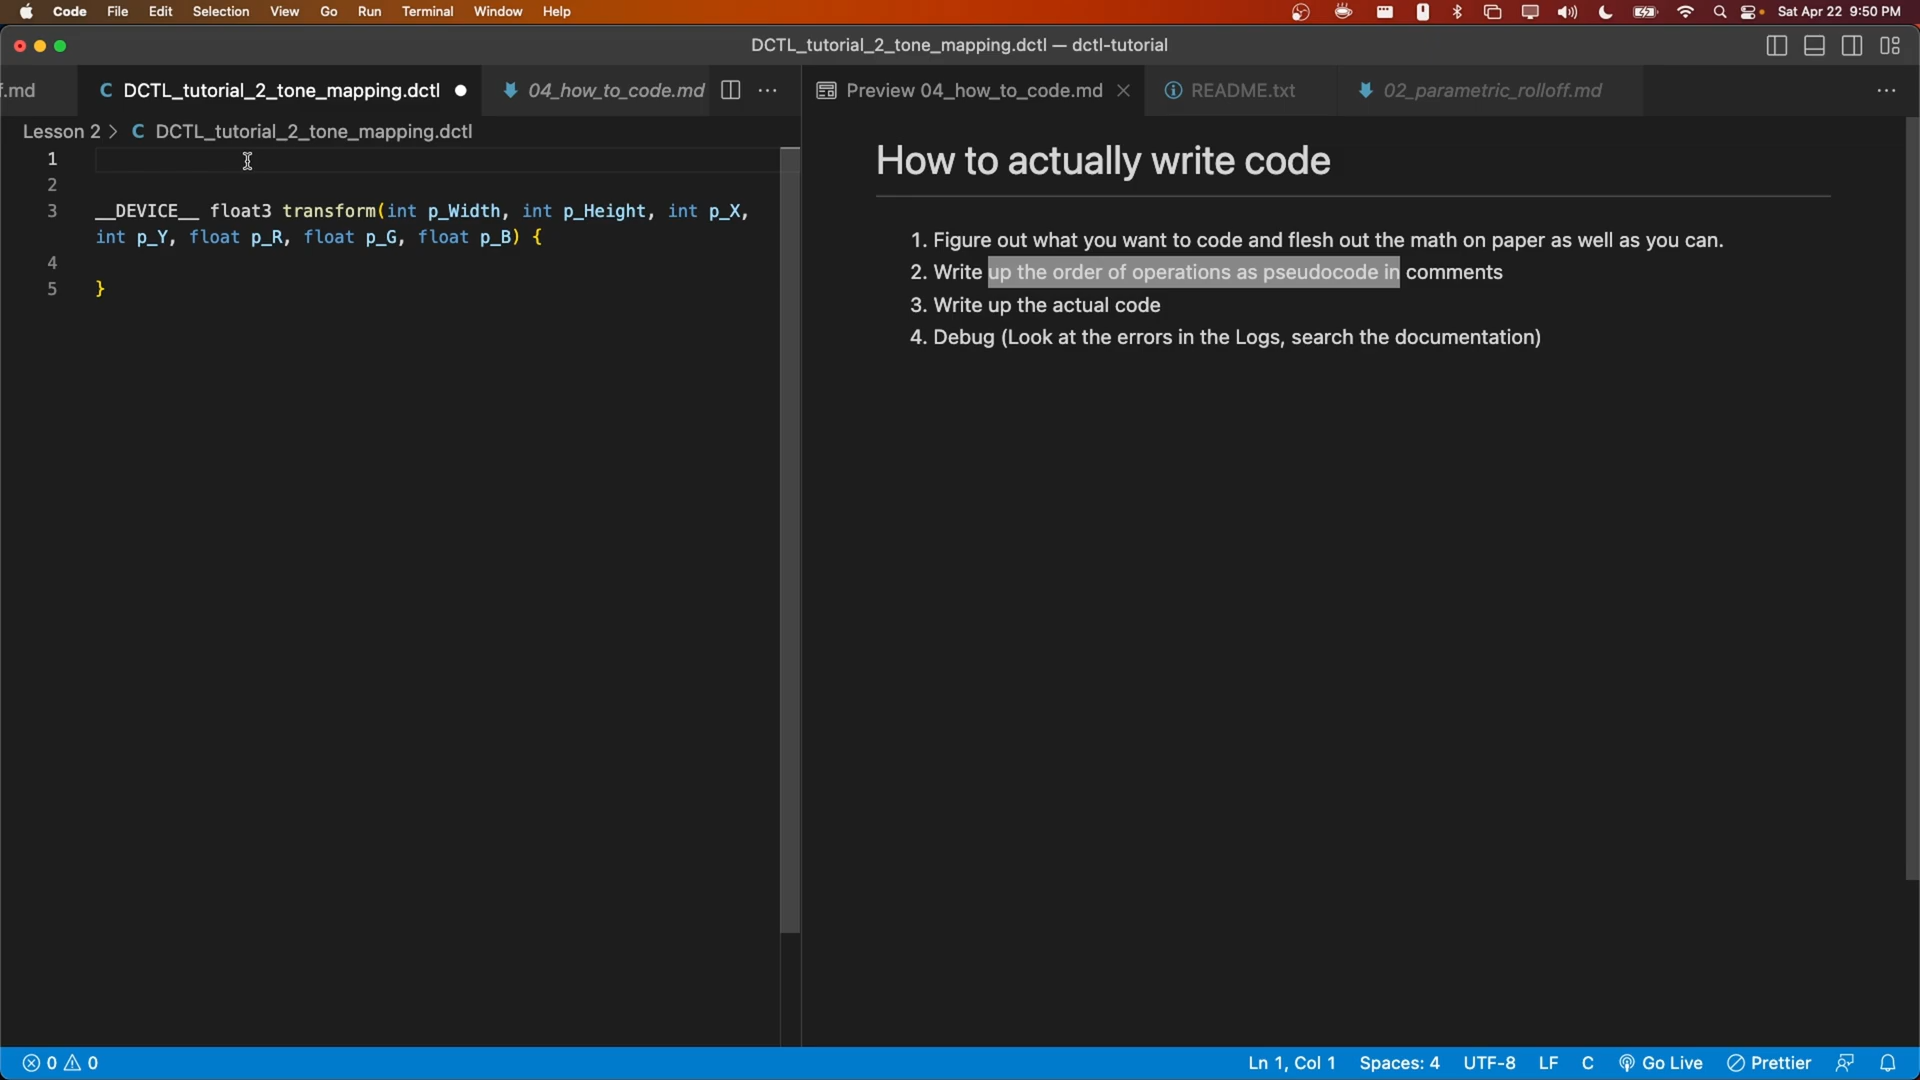 Code File Edit Selection View Go Run Terminal Window Help Sat Apr 22 9:50 PM
DCTL_tutorial_2_tone_mapping.dctl — dctl-tutorial
f.md C DCTL_tutorial_2_tone_mapping.dctl 04_how_to_code.md Preview 04_how_to_code.md README.txt 02_parametric_rolloff.md
Lesson 2 > C DCTL_tutorial_2_tone_mapping.dctl
1
2
3 __DEVICE__ float3 transform(int p_Width, int p_Height, int p_X,
int p_Y, float p_R, float p_G, float p_B) {
4
5 }
How to actually write code
1. Figure out what you want to code and flesh out the math on paper as well as you can.
2. Write up the order of operations as pseudocode in comments
3. Write up the actual code
4. Debug (Look at the errors in the Logs, search the documentation)
0 0 Ln 1, Col 1 Spaces: 4 UTF-8 LF C Go Live Prettier